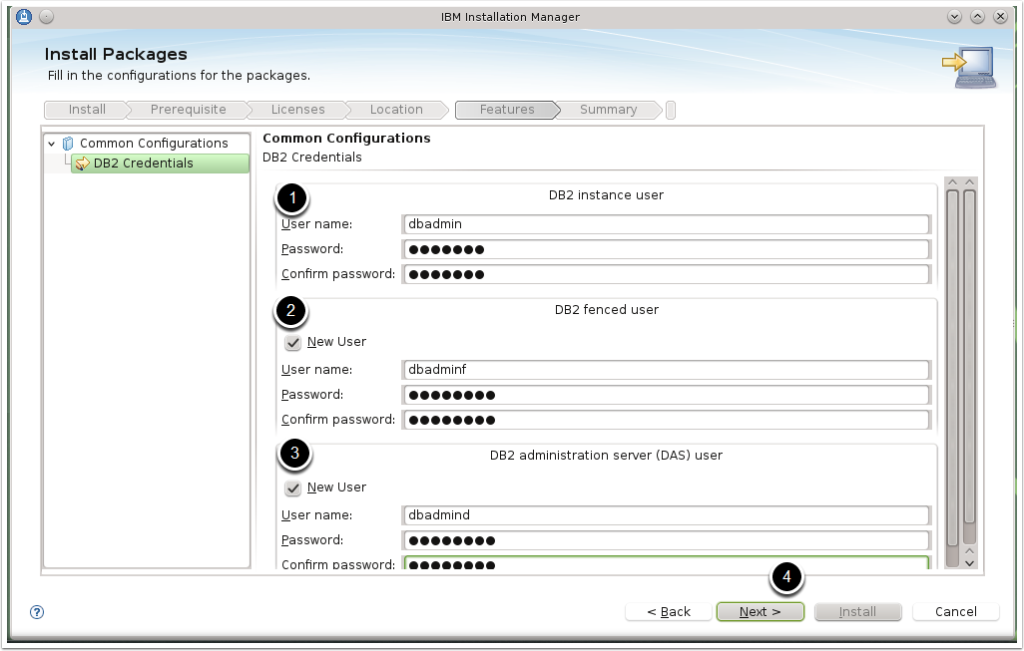 IBM Installation Manager
Install Packages
Fill in the configurations for the packages.
Install Prerequisite Licenses Location Features Summary
Common Configurations
DB2 Credentials
Common Configurations
DB2 Credentials
1
DB2 instance user
User name: dbadmin
Password: ●●●●●●●
Confirm password: ●●●●●●●
2
DB2 fenced user
New User
User name: dbadminf
Password: ●●●●●●●●
Confirm password: ●●●●●●●●
3
DB2 administration server (DAS) user
New User
User name: dbadmind
Password: ●●●●●●●●
Confirm password: ●●●●●●●●
4
? < Back Next > Install Cancel